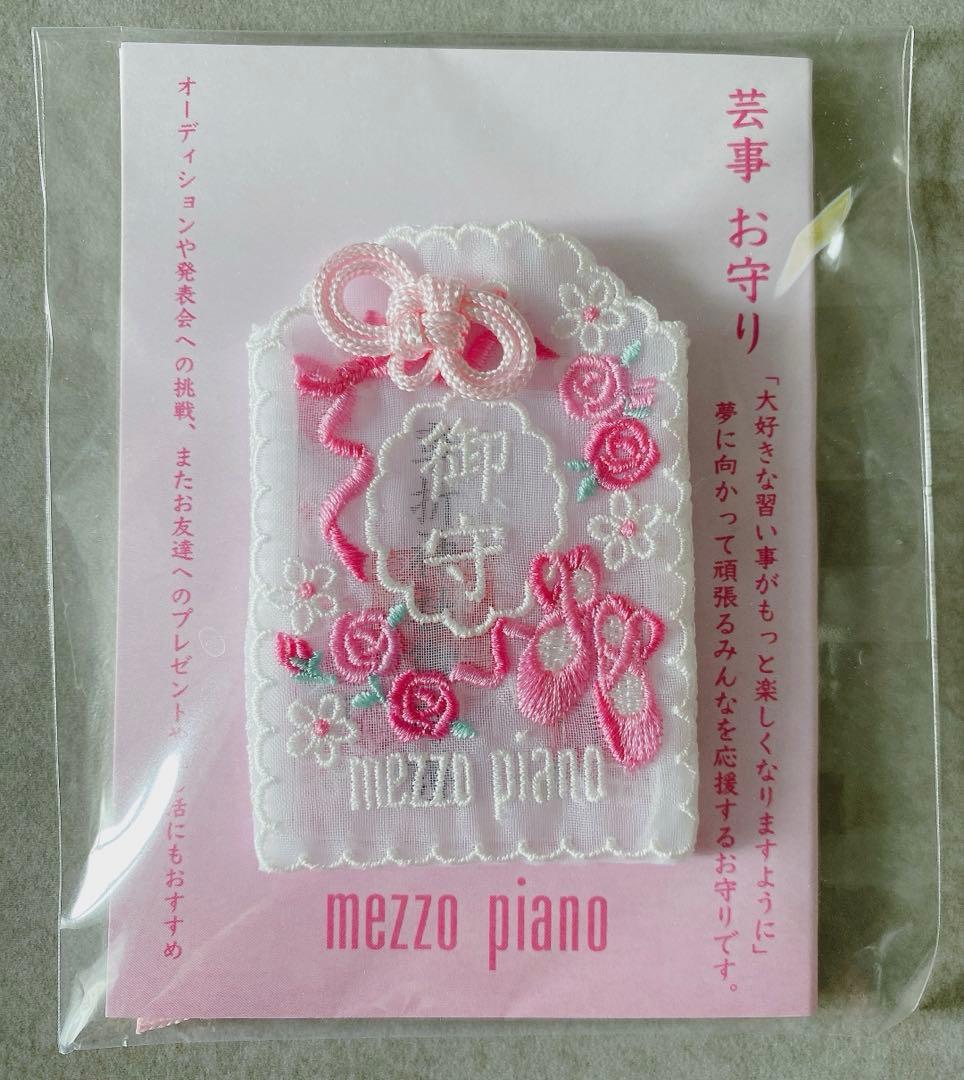 芸事 お守り
「大好きな習い事がもっと楽しくなりますように」
夢に向かって頑張るみんなを応援するお守りです。
御守
mezzo piano
mezzo piano
オーディションや発表会への挑戦、またお友達へのプレゼントや
活にもおすすめ